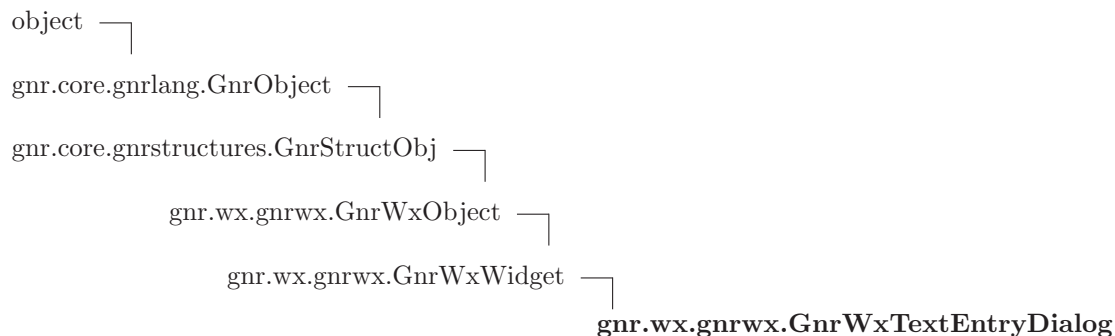 object
gnr.core.gnrlang.GnrObject
gnr.core.gnrstructures.GnrStructObj
gnr.wx.gnrwx.GnrWxObject
gnr.wx.gnrwx.GnrWxWidget
gnr.wx.gnrwx.GnrWxTextEntryDialog